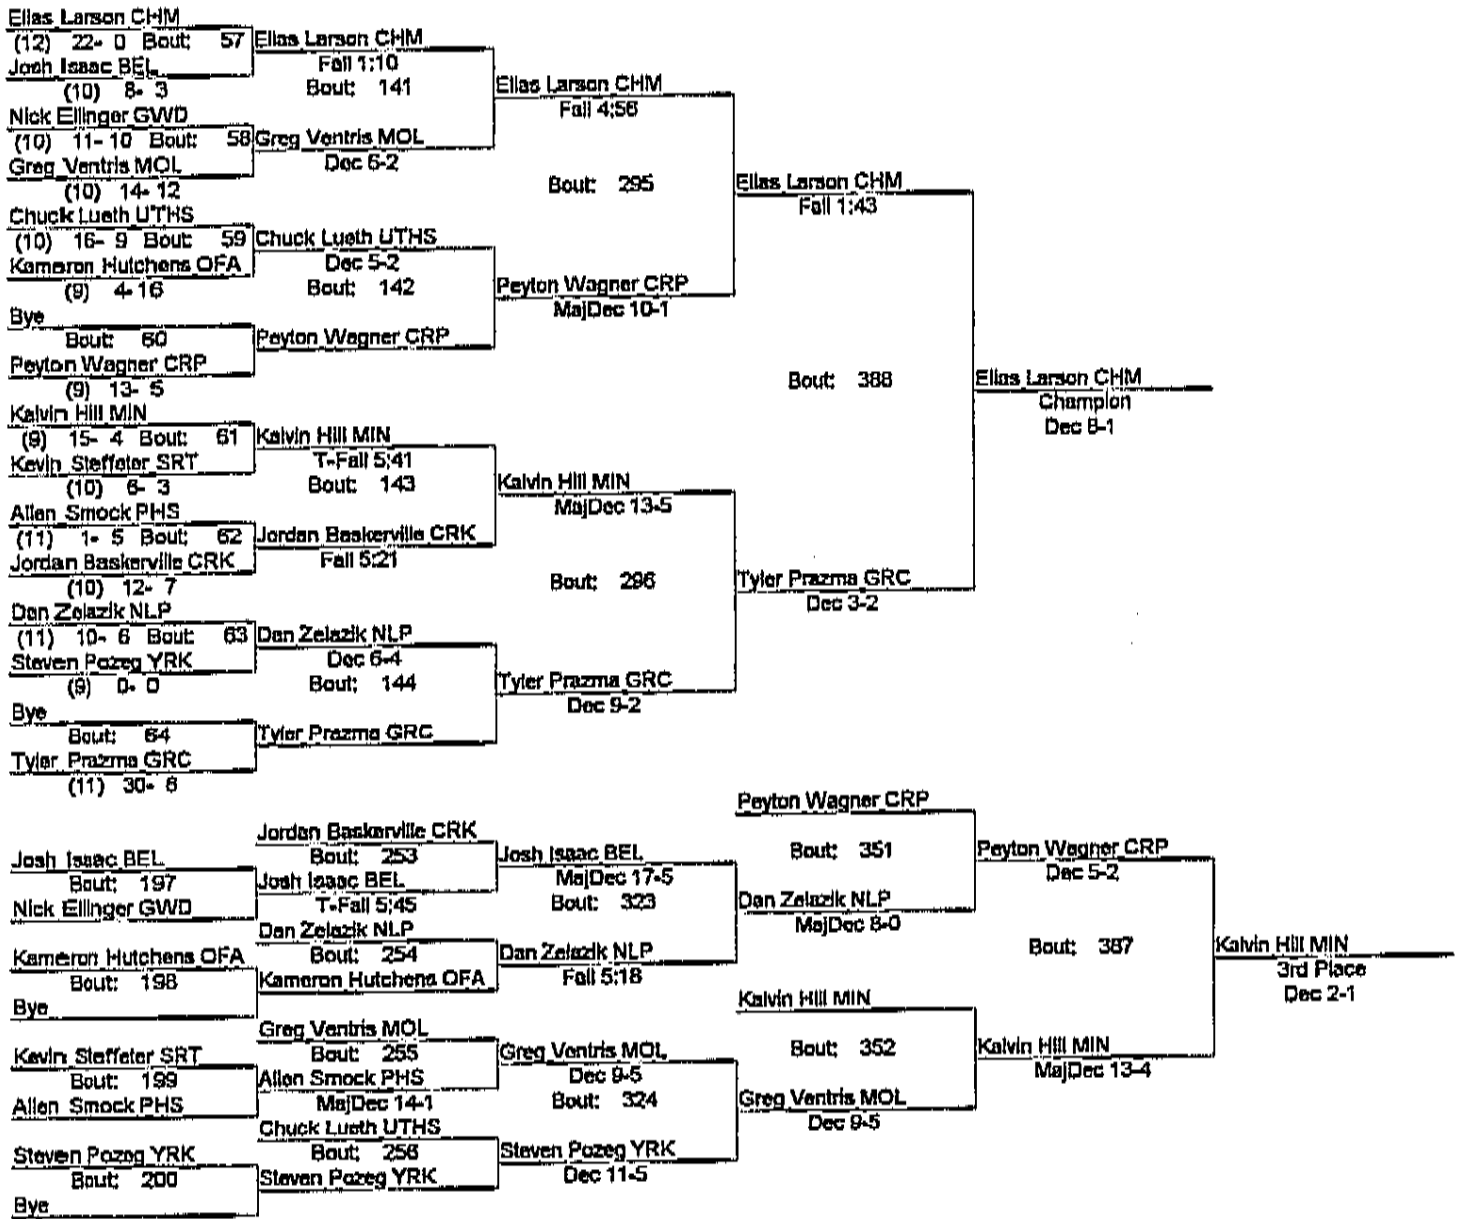 Elias Larson CHM
(12) 22- 0 Bout: 57
Josh Isaac BEL
(10) 8- 3
Nick Ellinger GWD
(10) 11- 10 Bout: 58
Greg Ventris MOL
(10) 14- 12
Chuck Lueth UTHS
(10) 16- 9 Bout: 59
Kameron Hutchens OFA
(9) 4- 16
Bye
Bout: 60
Peyton Wagner CRP
(9) 13- 5
Kalvin Hill MIN
(9) 15- 4 Bout: 61
Kevin Steffeter SRT
(10) 6- 3
Allen Smock PHS
(11) 1- 5 Bout: 62
Jordan Baskerville CRK
(10) 12- 7
Dan Zelazik NLP
(11) 10- 6 Bout: 63
Steven Pozeg YRK
(9) 0- 0
Bye
Bout: 64
Tyler Prazma GRC
(11) 30- 6
Elias Larson CHM
Fall 1:10
Bout: 141
Greg Ventris MOL
Dec 6-2
Chuck Lueth UTHS
Dec 5-2
Bout: 142
Peyton Wagner CRP
Kalvin Hill MIN
T-Fall 5:41
Bout: 143
Jordan Baskerville CRK
Fall 5:21
Dan Zelazik NLP
Dec 6-4
Bout: 144
Tyler Prazma GRC
Elias Larson CHM
Fall 4:56
Bout: 295
Peyton Wagner CRP
MajDec 10-1
Kalvin Hill MIN
MajDec 13-5
Bout: 296
Tyler Prazma GRC
Dec 9-2
Elias Larson CHM
Fall 1:43
Bout: 388
Tyler Prazma GRC
Dec 3-2
Elias Larson CHM
Champion
Dec 8-1
Josh Isaac BEL
Bout: 197
Nick Ellinger GWD
Kameron Hutchens OFA
Bout: 198
Bye
Kevin Steffeter SRT
Bout: 199
Allen Smock PHS
Steven Pozeg YRK
Bout: 200
Bye
Jordan Baskerville CRK
Bout: 253
Josh Isaac BEL
T-Fall 5:45
Dan Zelazik NLP
Bout: 254
Kameron Hutchens OFA
Greg Ventris MOL
Bout: 255
Allen Smock PHS
MajDec 14-1
Chuck Lueth UTHS
Bout: 256
Steven Pozeg YRK
Josh Isaac BEL
MajDec 17-5
Bout: 323
Dan Zelazik NLP
Fall 5:18
Greg Ventris MOL
Dec 9-5
Bout: 324
Steven Pozeg YRK
Dec 11-5
Peyton Wagner CRP
Bout: 351
Dan Zelazik NLP
MajDec 8-0
Kalvin Hill MIN
Bout: 352
Greg Ventris MOL
Dec 9-5
Peyton Wagner CRP
Dec 5-2
Bout: 387
Kalvin Hill MIN
MajDec 13-4
Kalvin Hill MIN
3rd Place
Dec 2-1